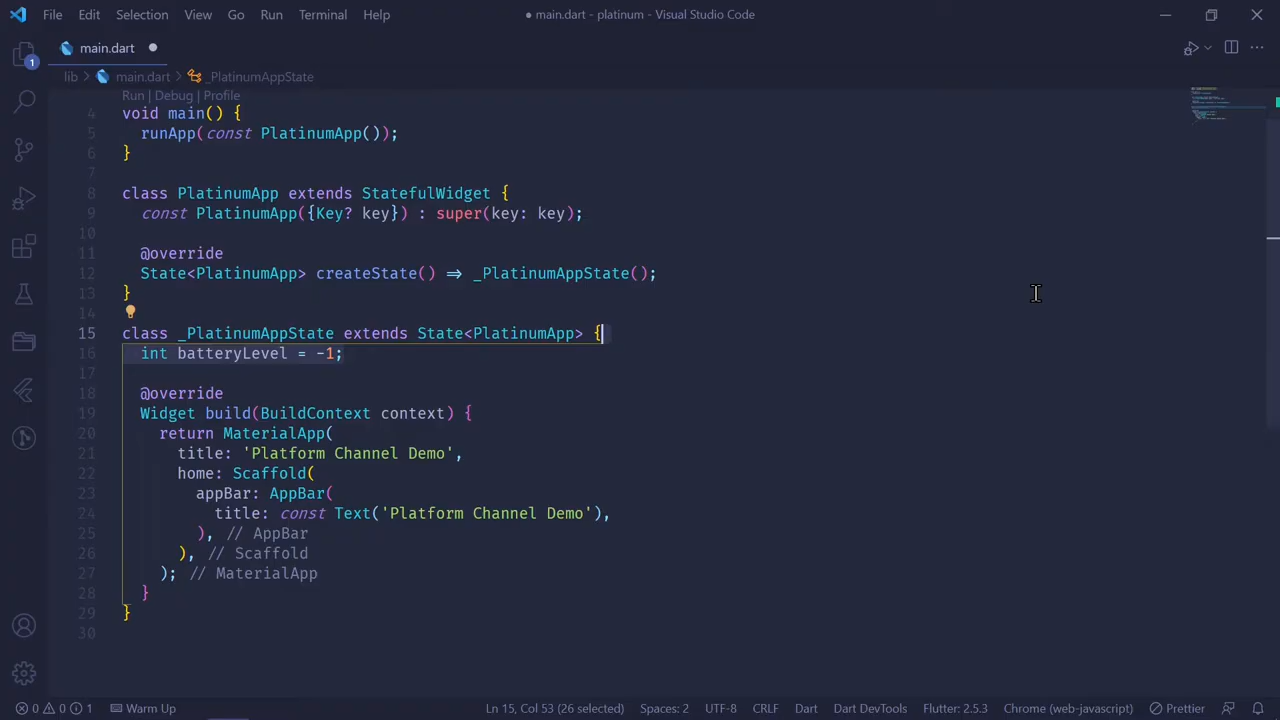 File Edit Selection View Go Run Terminal Help
● main.dart - platinum - Visual Studio Code
main.dart
lib > main.dart > _PlatinumAppState
Run | Debug | Profile
4 void main() {
5 runApp(const PlatinumApp());
6 }
7
8 class PlatinumApp extends StatefulWidget {
9 const PlatinumApp({Key? key}) : super(key: key);
10
11 @override
12 State<PlatinumApp> createState() => _PlatinumAppState();
13 }
14
15 class _PlatinumAppState extends State<PlatinumApp> {
16 int batteryLevel = -1;
17
18 @override
19 Widget build(BuildContext context) {
20 return MaterialApp(
21 title: 'Platform Channel Demo',
22 home: Scaffold(
23 appBar: AppBar(
24 title: const Text('Platform Channel Demo'),
25 ), // AppBar
26 ), // Scaffold
27 ); // MaterialApp
28 }
29 }
30
1
0 0 1 Warm Up Ln 15, Col 53 (26 selected) Spaces: 2 UTF-8 CRLF Dart Dart DevTools Flutter: 2.5.3 Chrome (web-javascript) Prettier